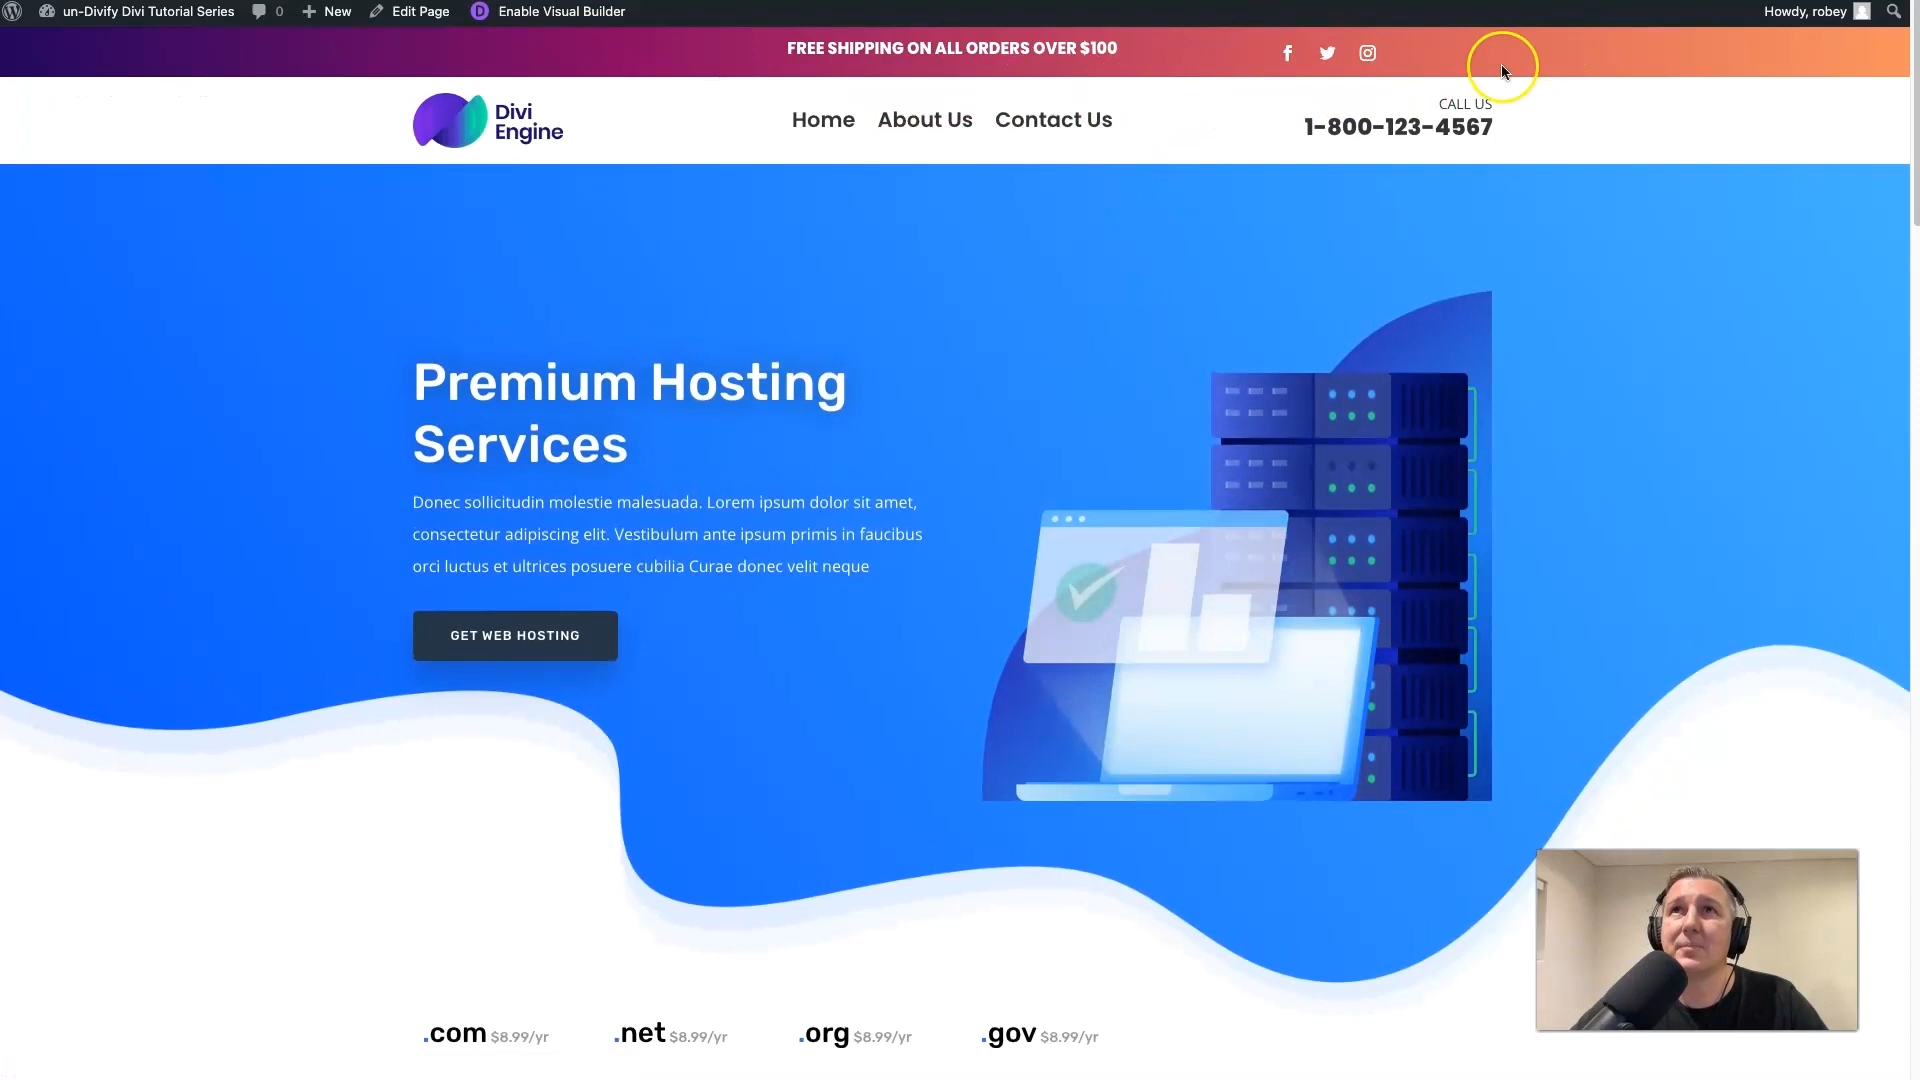 un-Divify Divi Tutorial Series 0 New Edit Page D Enable Visual Builder Howdy, robey
FREE SHIPPING ON ALL ORDERS OVER $100
Divi
Engine
Home About Us Contact Us
CALL US
1-800-123-4567
Premium Hosting
Services
Donec sollicitudin molestie malesuada. Lorem ipsum dolor sit amet,
consectetur adipiscing elit. Vestibulum ante ipsum primis in faucibus
orci luctus et ultrices posuere cubilia Curae donec velit neque
GET WEB HOSTING
.com $8.99/yr .net $8.99/yr .org $8.99/yr .gov $8.99/yr